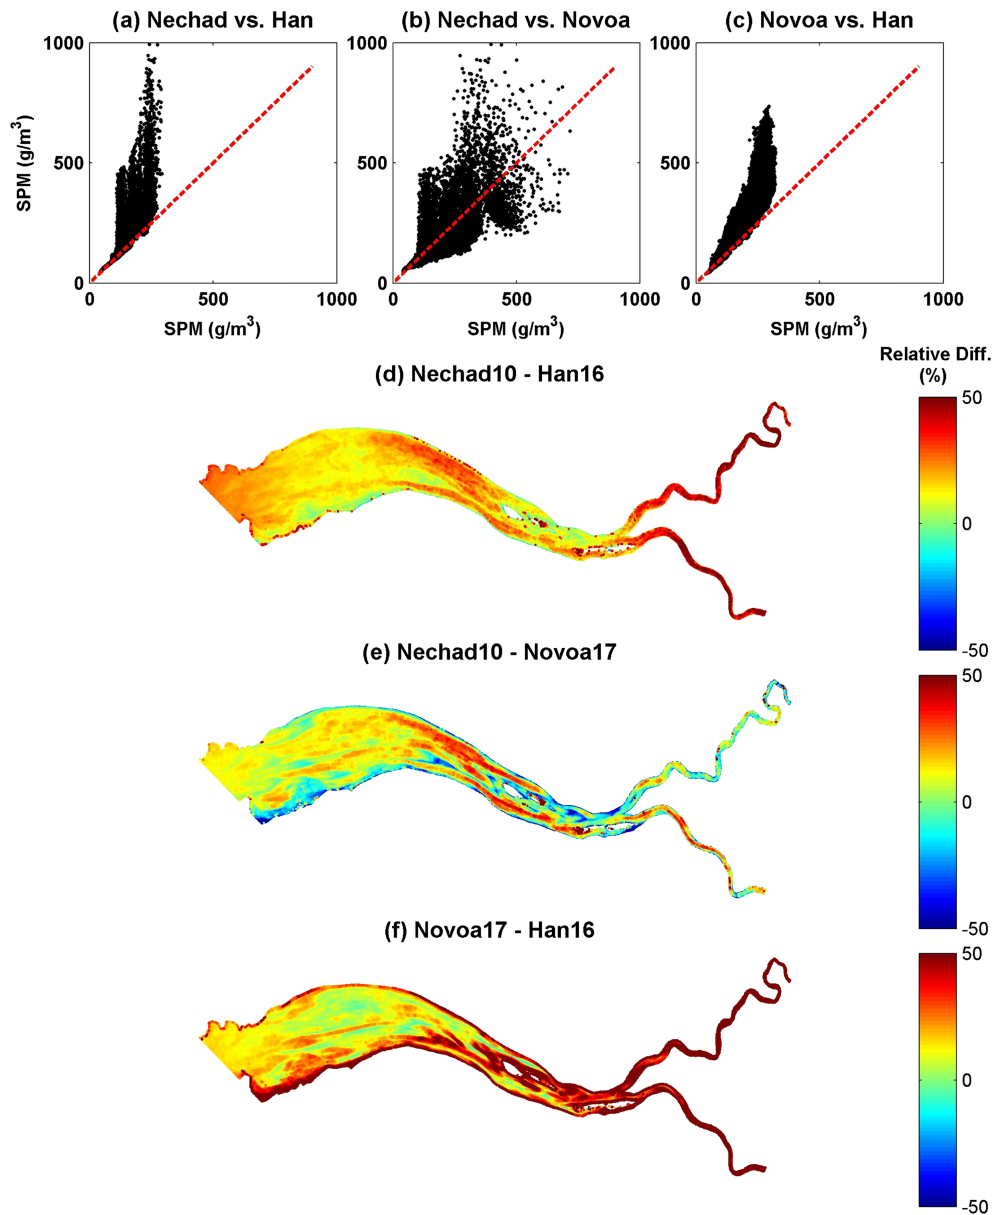 (a) Nechad vs. Han
(b) Nechad vs. Novoa
(c) Novoa vs. Han
1000
500
0
SPM (g/m³)
0 500 1000
SPM (g/m³)
1000
500
0
0 500 1000
SPM (g/m³)
1000
500
0
0 500 1000
SPM (g/m³)
Relative Diff.
(%)
(d) Nechad10 - Han16
50
0
-50
(e) Nechad10 - Novoa17
50
0
-50
(f) Novoa17 - Han16
50
0
-50